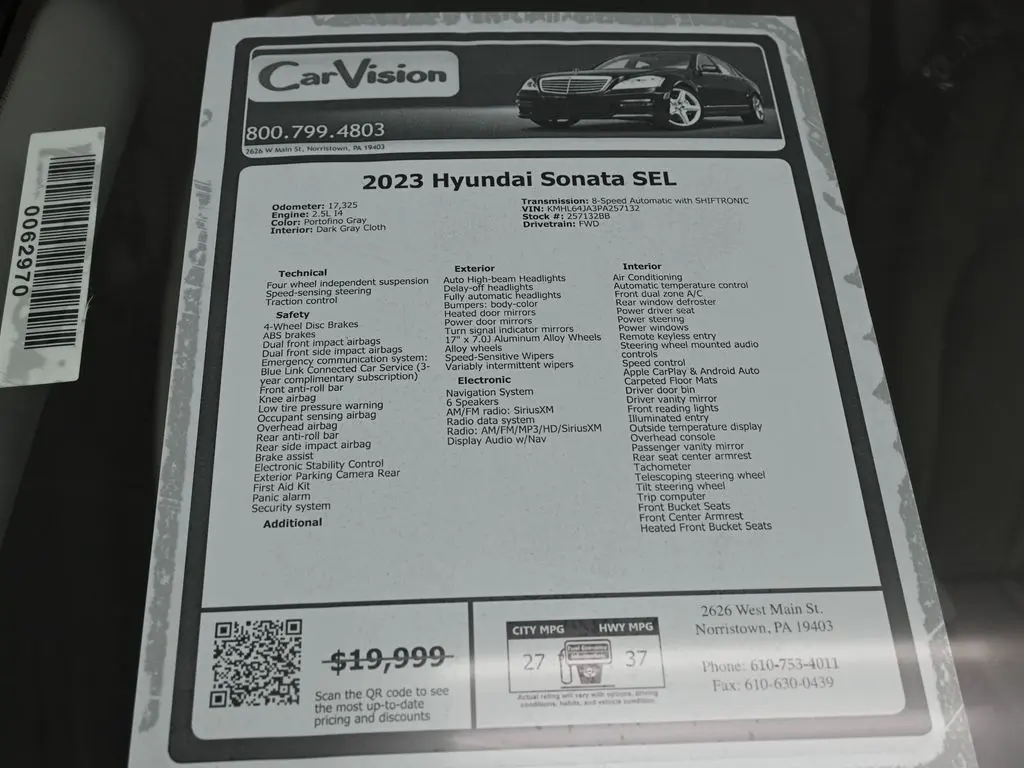 CarVision
800.799.4803
2626 W Main St, Norristown, PA 19403
0062970
2023 Hyundai Sonata SEL
Odometer: 17,325
Engine: 2.5L I4
Color: Portofino Gray
Interior: Dark Gray Cloth
Transmission: 8-Speed Automatic with SHIFTRONIC
VIN: KMHL64JA3PA257132
Stock #: 257132BB
Drivetrain: FWD
Technical
Four wheel independent suspension
Speed-sensing steering
Traction control
Safety
4-Wheel Disc Brakes
ABS brakes
Dual front impact airbags
Dual front side impact airbags
Emergency communication system:
Blue Link Connected Car Service (3-
year complimentary subscription)
Front anti-roll bar
Knee airbag
Low tire pressure warning
Occupant sensing airbag
Overhead airbag
Rear anti-roll bar
Rear side impact airbag
Brake assist
Electronic Stability Control
Exterior Parking Camera Rear
First Aid Kit
Panic alarm
Security system
Additional
Exterior
Auto High-beam Headlights
Delay-off headlights
Fully automatic headlights
Bumpers: body-color
Heated door mirrors
Power door mirrors
Turn signal indicator mirrors
17" x 7.0J Aluminum Alloy Wheels
Alloy wheels
Speed-Sensitive Wipers
Variably intermittent wipers
Electronic
Navigation System
6 Speakers
AM/FM radio: SiriusXM
Radio data system
Radio: AM/FM/MP3/HD/SiriusXM
Display Audio w/Nav
Interior
Air Conditioning
Automatic temperature control
Front dual zone A/C
Rear window defroster
Power driver seat
Power steering
Power windows
Remote keyless entry
Steering wheel mounted audio
controls
Speed control
Apple CarPlay & Android Auto
Carpeted Floor Mats
Driver door bin
Driver vanity mirror
Front reading lights
Illuminated entry
Outside temperature display
Overhead console
Passenger vanity mirror
Rear seat center armrest
Tachometer
Telescoping steering wheel
Tilt steering wheel
Trip computer
Front Bucket Seats
Front Center Armrest
Heated Front Bucket Seats
$19,999
Scan the QR code to see
the most up-to-date
pricing and discounts
CITY MPG
HWY MPG
27
37
Actual rating will vary with options, driving
conditions, habits, and vehicle condition.
2626 West Main St.
Norristown, PA 19403
Phone: 610-753-4011
Fax: 610-630-0439